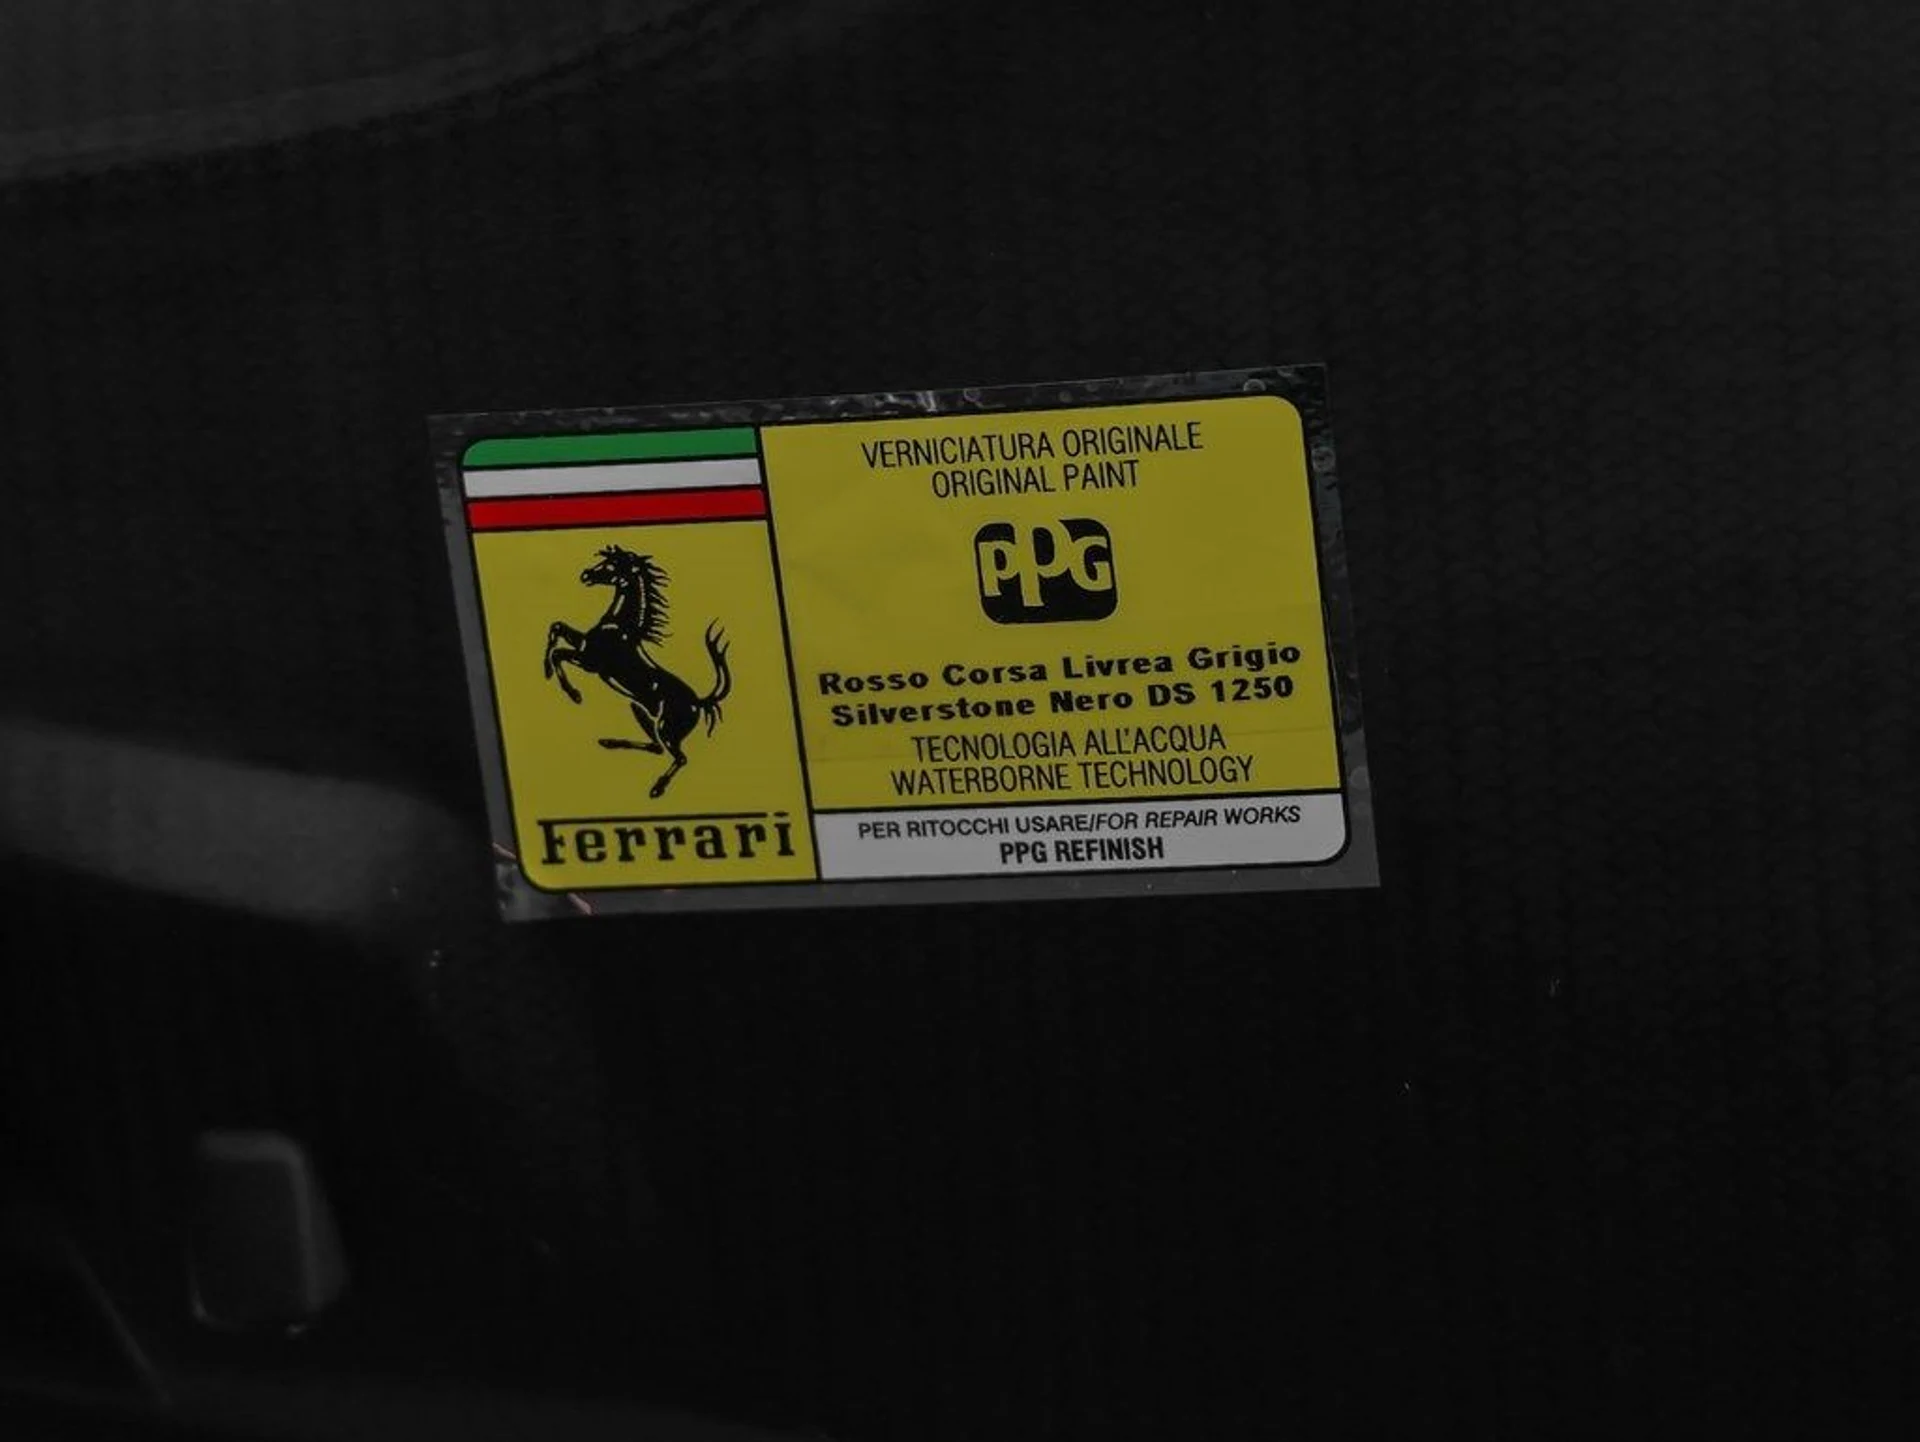 VERNICIATURA ORIGINALE
ORIGINAL PAINT
PPG
Rosso Corsa Livrea Grigio
Silverstone Nero DS 1250
TECNOLOGIA ALL'ACQUA
WATERBORNE TECHNOLOGY
PER RITOCCHI USARE/FOR REPAIR WORKS
PPG REFINISH
Ferrari